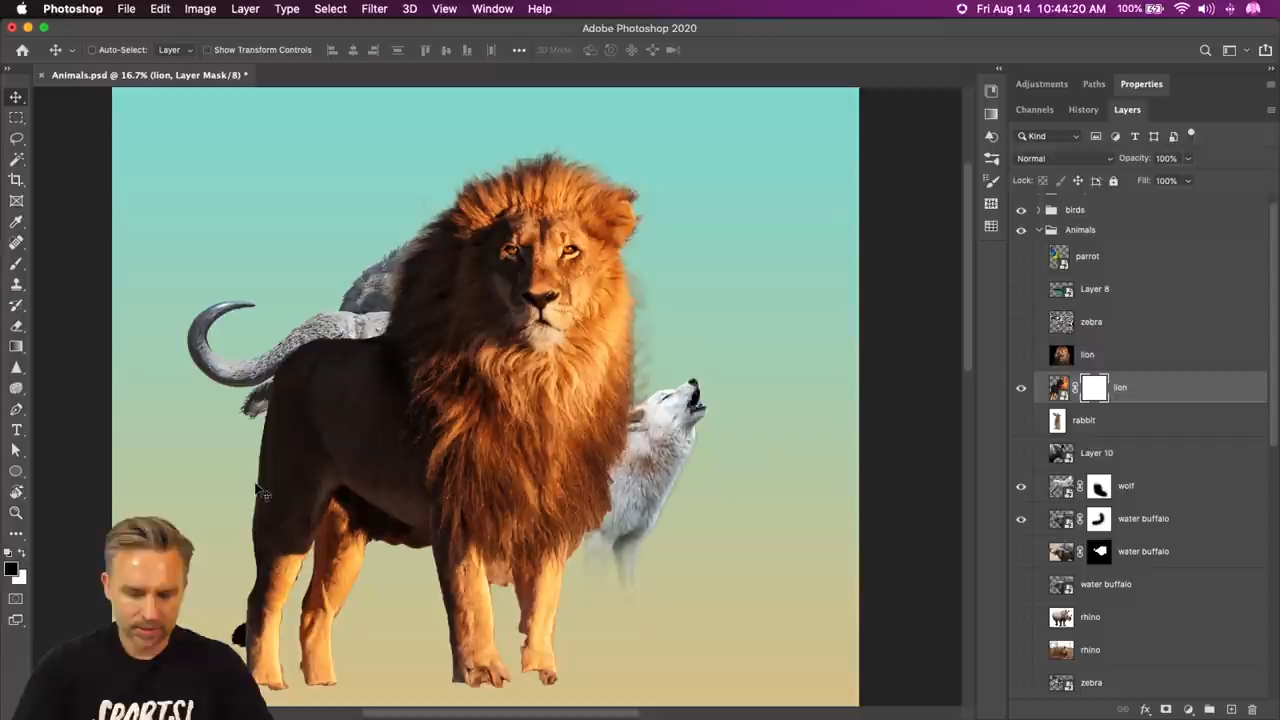 Photoshop File Edit Image Layer Type Select Filter 3D View Window Help 100% Fri Aug 14 10:44:20 AM
Adobe Photoshop 2020
Auto-Select: Layer Show Transform Controls 3D Mode:
Animals.psd @ 16.7% (lion, Layer Mask/8) *
Adjustments Paths Properties
Channels History Layers
Kind
Normal Opacity: 100%
Lock: Fill: 100%
birds
Animals
parrot
Layer 8
zebra
lion
lion
rabbit
Layer 10
wolf
water buffalo
water buffalo
water buffalo
rhino
rhino
zebra
SPORTS!